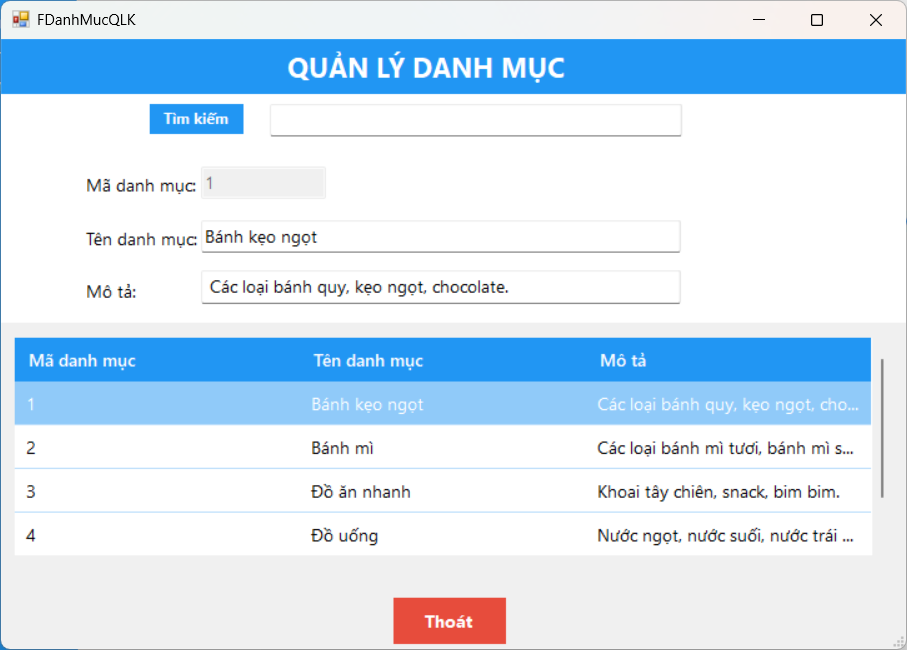 FDanhMucQLK
QUẢN LÝ DANH MỤC
Tìm kiếm
Mã danh mục: 1
Tên danh mục: Bánh kẹo ngọt
Mô tả: Các loại bánh quy, kẹo ngọt, chocolate.
Mã danh mục Tên danh mục Mô tả
1 Bánh kẹo ngọt Các loại bánh quy, kẹo ngọt, cho...
2 Bánh mì Các loại bánh mì tươi, bánh mì s...
3 Đồ ăn nhanh Khoai tây chiên, snack, bim bim.
4 Đồ uống Nước ngọt, nước suối, nước trái ...
Thoát